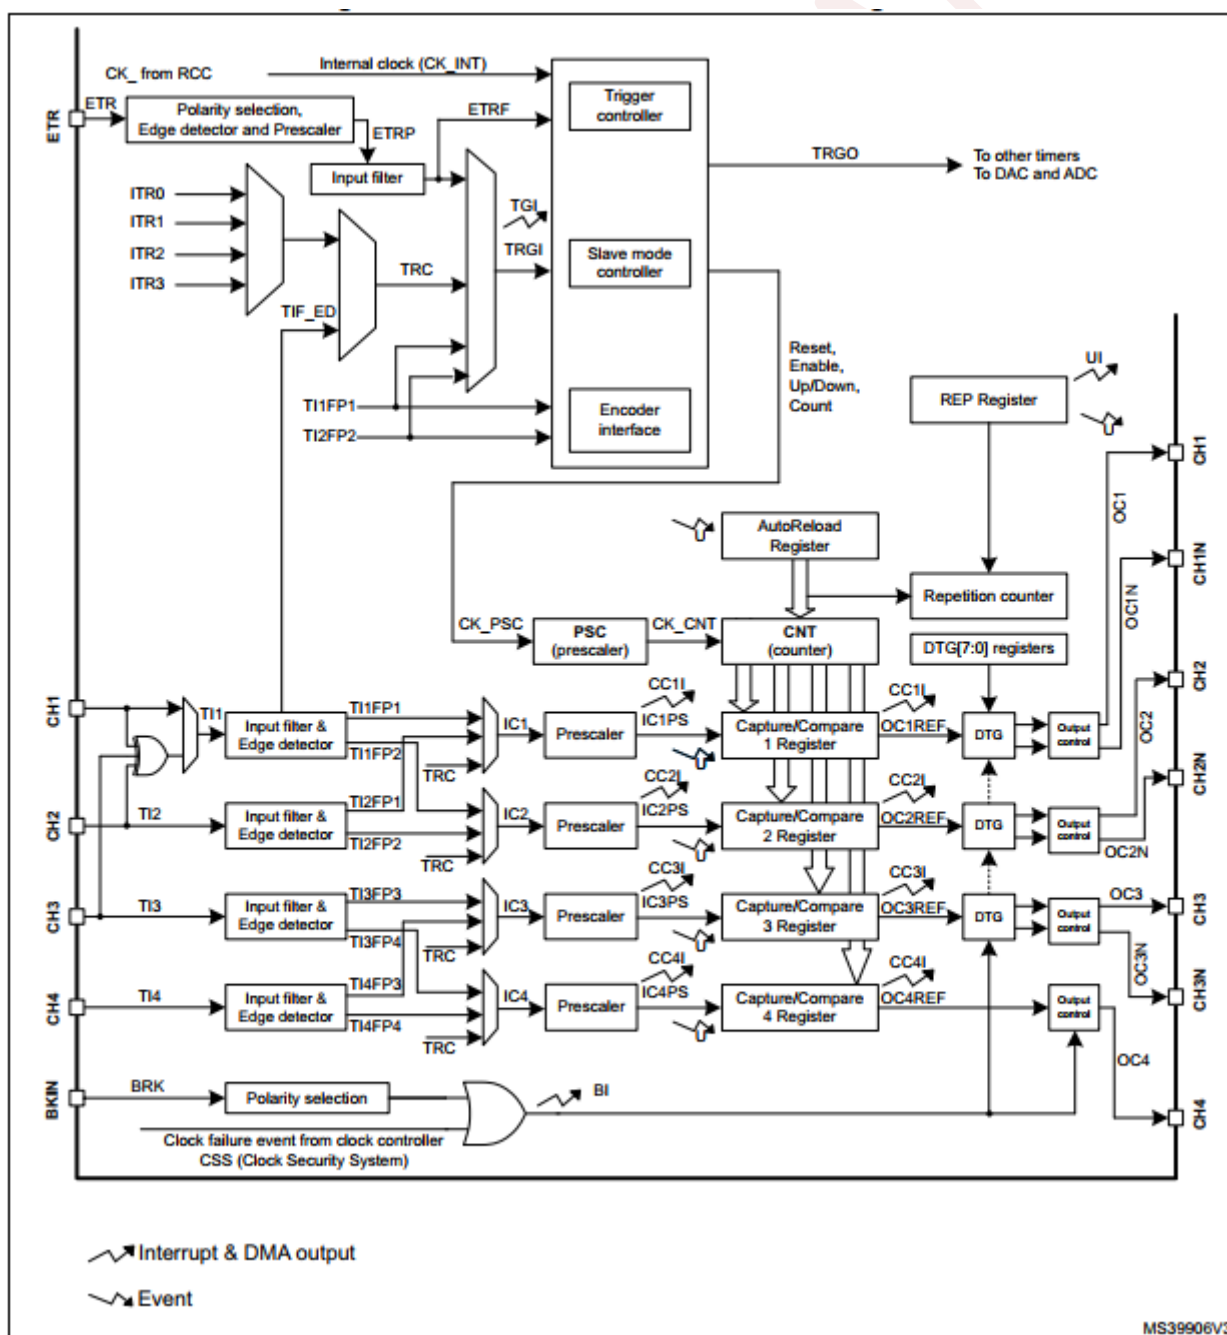 CK_ from RCC
Internal clock (CK_INT)
ETR
ETR
Polarity selection,
Edge detector and Prescaler
ETRP
Input filter
ETRF
Trigger
controller
TRGO
To other timers
To DAC and ADC
ITR0
ITR1
ITR2
ITR3
TRC
TIF_ED
TGI
TRGI
Slave mode
controller
Reset,
Enable,
Up/Down,
Count
TI1FP1
TI2FP2
Encoder
interface
REP Register
UI
AutoReload
Register
Repetition counter
CK_PSC
PSC
(prescaler)
CK_CNT
CNT
(counter)
DTG[7:0] registers
CH1
TI1
Input filter &
Edge detector
TI1FP1
TI1FP2
TRC
IC1
Prescaler
CC1I
IC1PS
Capture/Compare
1 Register
CC1I
OC1REF
DTG
Output
control
OC1
CH1
OC1N
CH1N
CH2
TI2
Input filter &
Edge detector
TI2FP1
TI2FP2
TRC
IC2
Prescaler
CC2I
IC2PS
Capture/Compare
2 Register
CC2I
OC2REF
DTG
Output
control
OC2
CH2
OC2N
CH2N
CH3
TI3
Input filter &
Edge detector
TI3FP3
TI3FP4
TRC
IC3
Prescaler
CC3I
IC3PS
Capture/Compare
3 Register
CC3I
OC3REF
DTG
Output
control
OC3
CH3
OC3N
CH3N
CH4
TI4
Input filter &
Edge detector
TI4FP3
TI4FP4
TRC
IC4
Prescaler
CC4I
IC4PS
Capture/Compare
4 Register
CC4I
OC4REF
Output
control
OC4
CH4
BKIN
BRK
Polarity selection
BI
Clock failure event from clock controller
CSS (Clock Security System)
Interrupt & DMA output
Event
MS39906V3